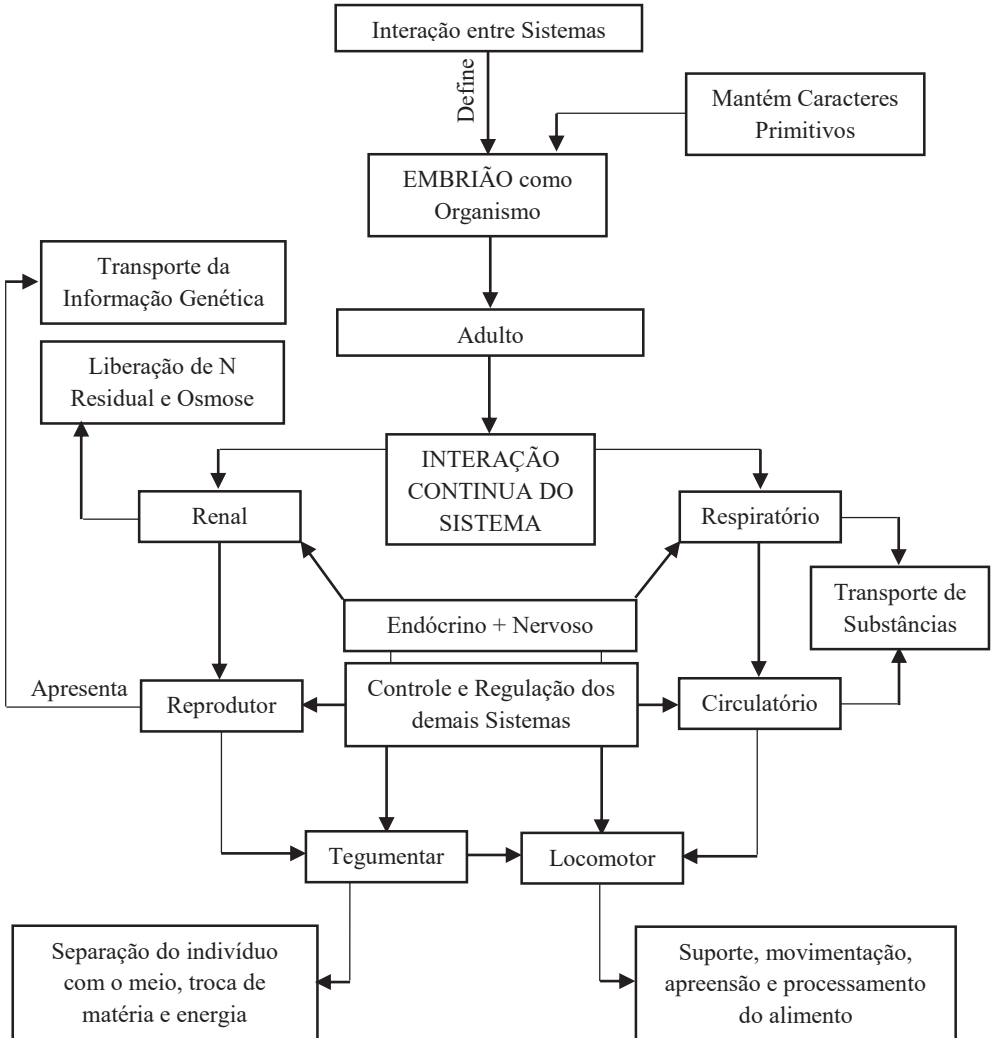 Interação entre Sistemas
Define
Mantém Caracteres
Primitivos
EMBRIÃO como
Organismo
Transporte da
Informação Genética
Adulto
Liberação de N
Residual e Osmose
INTERAÇÃO
CONTINUA DO
SISTEMA
Renal
Respiratório
Transporte de
Substâncias
Endócrino + Nervoso
Apresenta
Reprodutor
Controle e Regulação dos
demais Sistemas
Circulatório
Tegumentar
Locomotor
Separação do indivíduo
com o meio, troca de
matéria e energia
Suporte, movimentação,
apreensão e processamento
do alimento